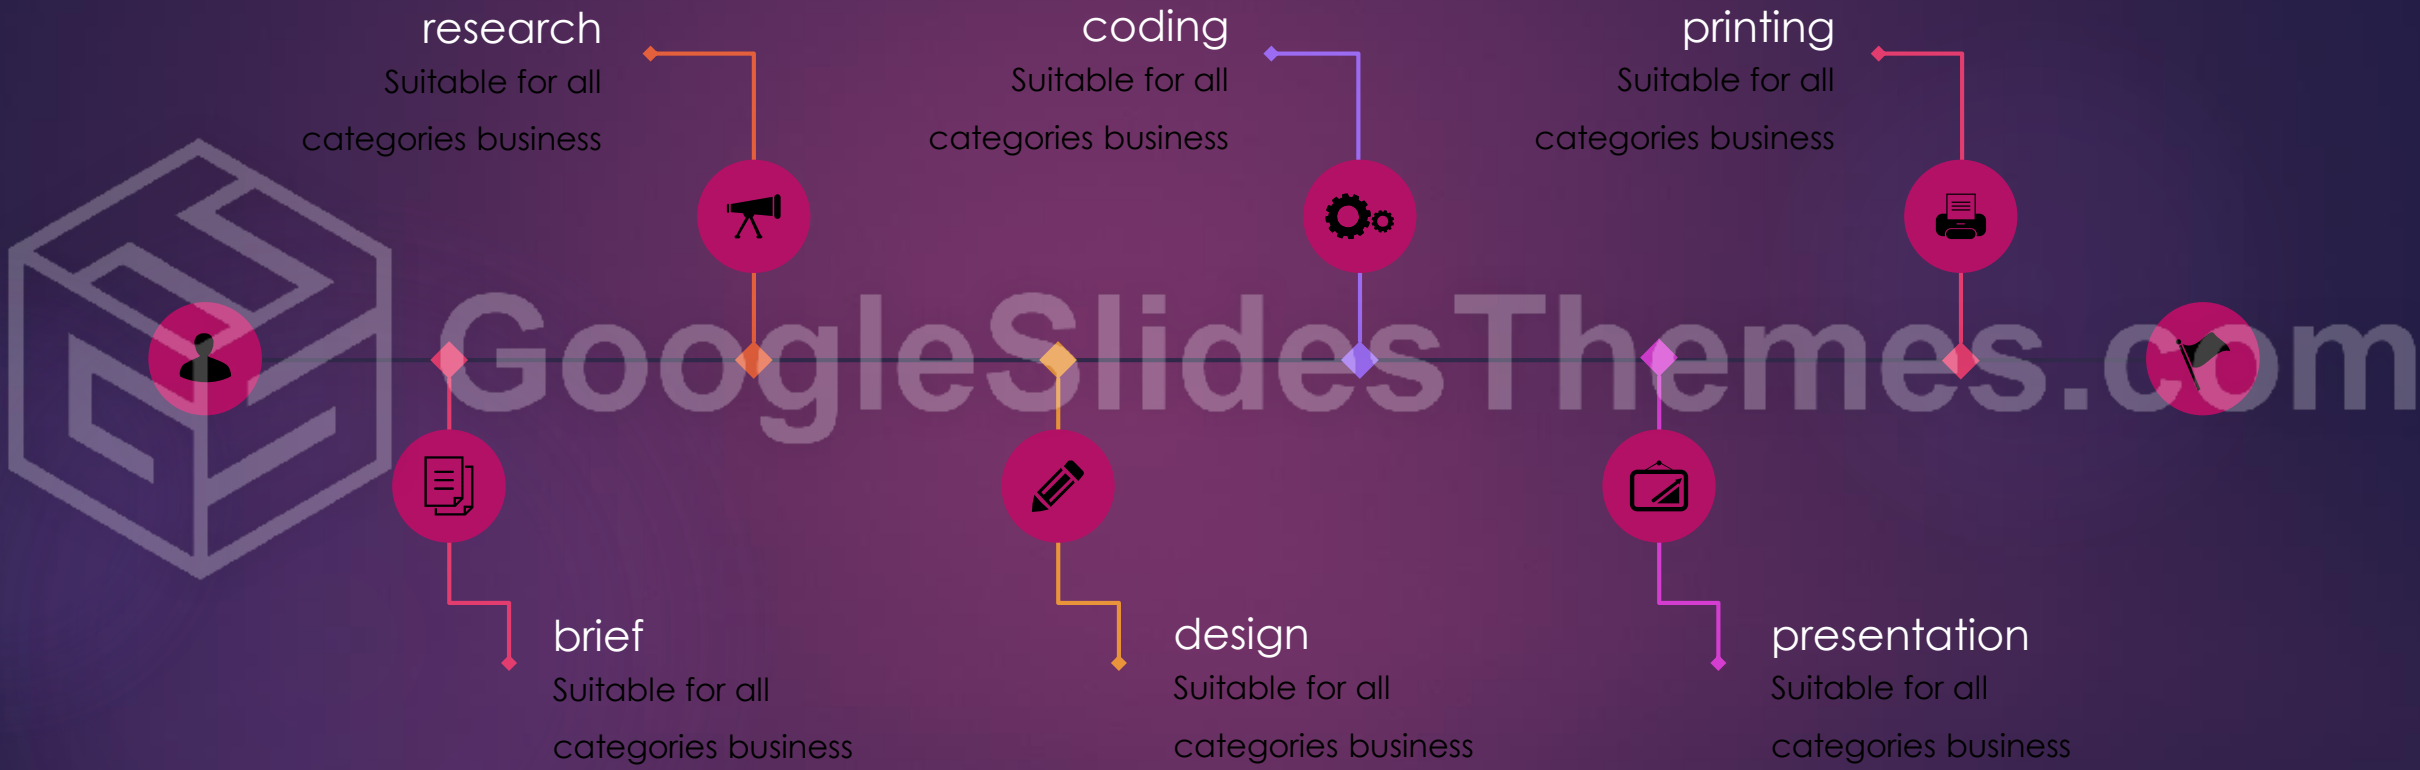 research
Suitable for all
categories business
coding
Suitable for all
categories business
printing
Suitable for all
categories business
GoogleSlidesThemes.com
brief
Suitable for all
categories business
design
Suitable for all
categories business
presentation
Suitable for all
categories business